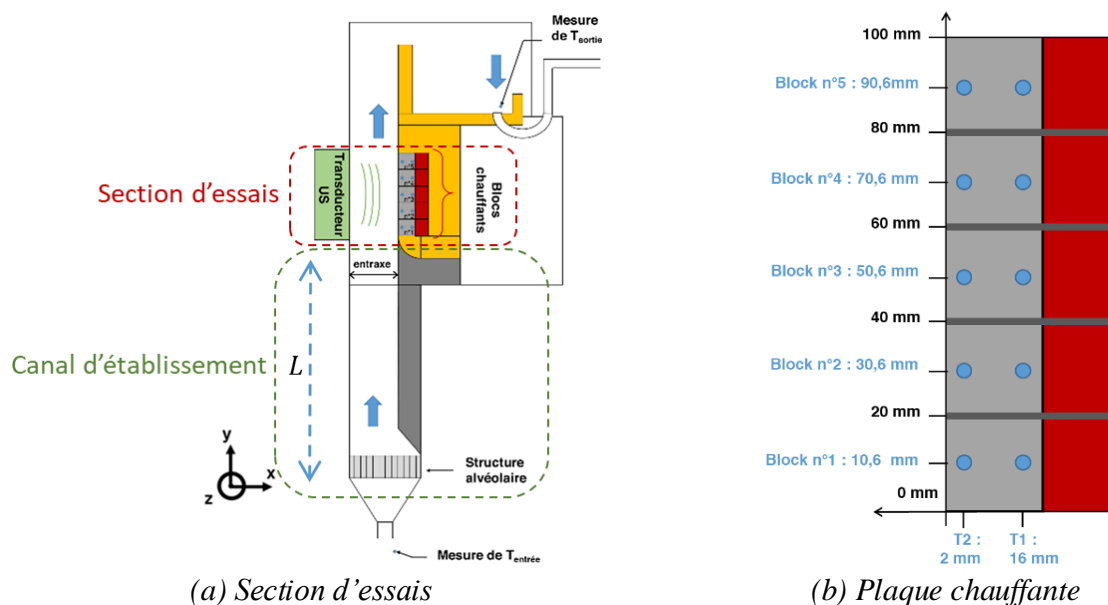 Mesure
de T_sortie
Section d'essais
Transducteur
US
Blocs
chauffants
entraxe
Canal d'établissement
L
y
x
z
Structure
alvéolaire
Mesure de T_entrée
(a) Section d'essais
100 mm
Block n°5 : 90,6mm
80 mm
Block n°4 : 70,6 mm
60 mm
Block n°3 : 50,6 mm
40 mm
Block n°2 : 30,6 mm
20 mm
Block n°1 : 10,6 mm
0 mm
T2 : T1 :
2 mm 16 mm
(b) Plaque chauffante